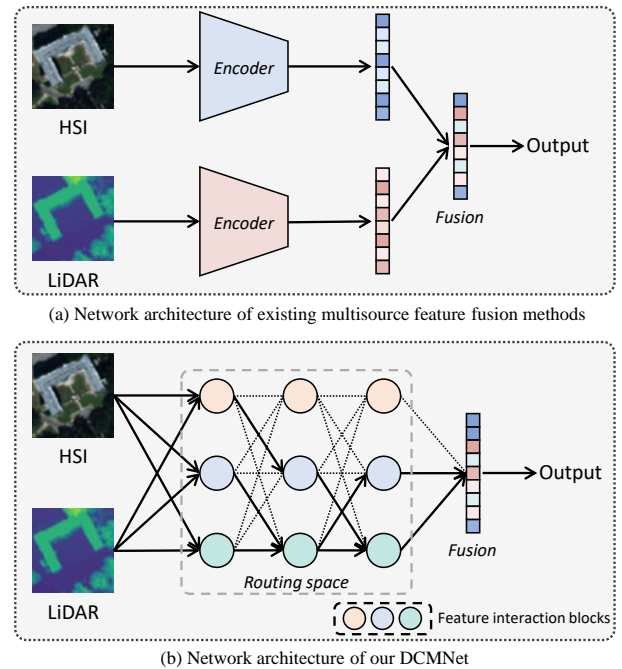 HSI
Encoder
LiDAR
Encoder
Fusion
Output
(a) Network architecture of existing multisource feature fusion methods
HSI
LiDAR
Routing space
Fusion
Output
Feature interaction blocks
(b) Network architecture of our DCMNet